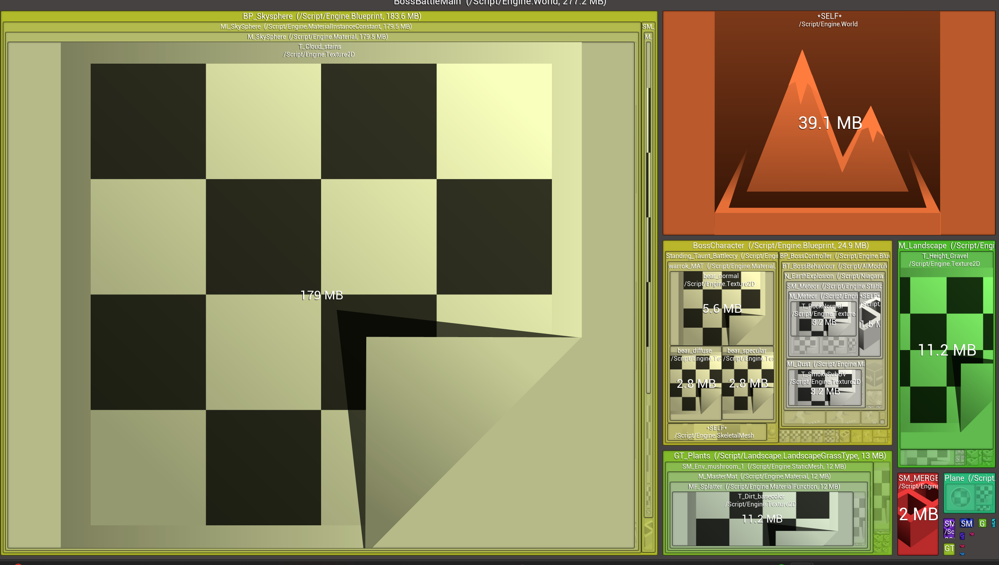 BossBattleMain (/Script/Engine.World, 277.2 MB)
BP_Skysphere (/Script/Engine.Blueprint, 183.6 MB)
MI_SkySphere (/Script/Engine.MaterialInstanceConstant, 179.5 MB)
M_SkySphere (/Script/Engine.Material, 179.5 MB)
T_Cloud_stains
/Script/Engine.Texture2D
179 MB
SM_
M_
*SELF*
/Script/Engine.World
39.1 MB
BossCharacter (/Script/Engine.Blueprint, 24.9 MB)
Standing_Taunt_Battlecry (/Script/Engi
warrok_MAT (/Script/Engine.Material,
bear_normal
/Script/Engine.Texture2D
5.6 MB
bear_diffuse
/Script/Engine.Te
2.8 MB
bear_specular
/Script/Engine.Te
2.8 MB
*SELF*
/Script/Engine.SkeletalMesh
BP_BossController (/Script/Engine.Blu
BT_BossBehaviour (/Script/AIModule
N_EarthExplosion (/Script/Niagara.
SM_Meteor (/Script/Engine.Static
M_Meteor (/Script/Engir
T_RockNormal
/Script/Engine.Texture
3.2 MB
*SELF*
/Script/
1.5 M
MI_Dust (/Script/Engine.Ma
T_SmokeSubUV
/Script/Engine.Texture2D
3.2 MB
M_Landscape (/Script/Engi
T_Height_Gravel
/Script/Engine.Texture2D
11.2 MB
GT_Plants (/Script/Landscape.LandscapeGrassType, 13 MB)
SM_Env_mushroom_1 (/Script/Engine.StaticMesh, 12 MB)
M_MasterMat (/Script/Engine.Material, 12 MB)
MF_Splatter (/Script/Engine.MaterialFunction, 12 MB)
T_Dirt_basecolor
/Script/Engine.Texture2D
11.2 MB
SM_MERGE
/Script/Engine
2 MB
Plane (/Script,
SM
/Sc
SM
G
GT